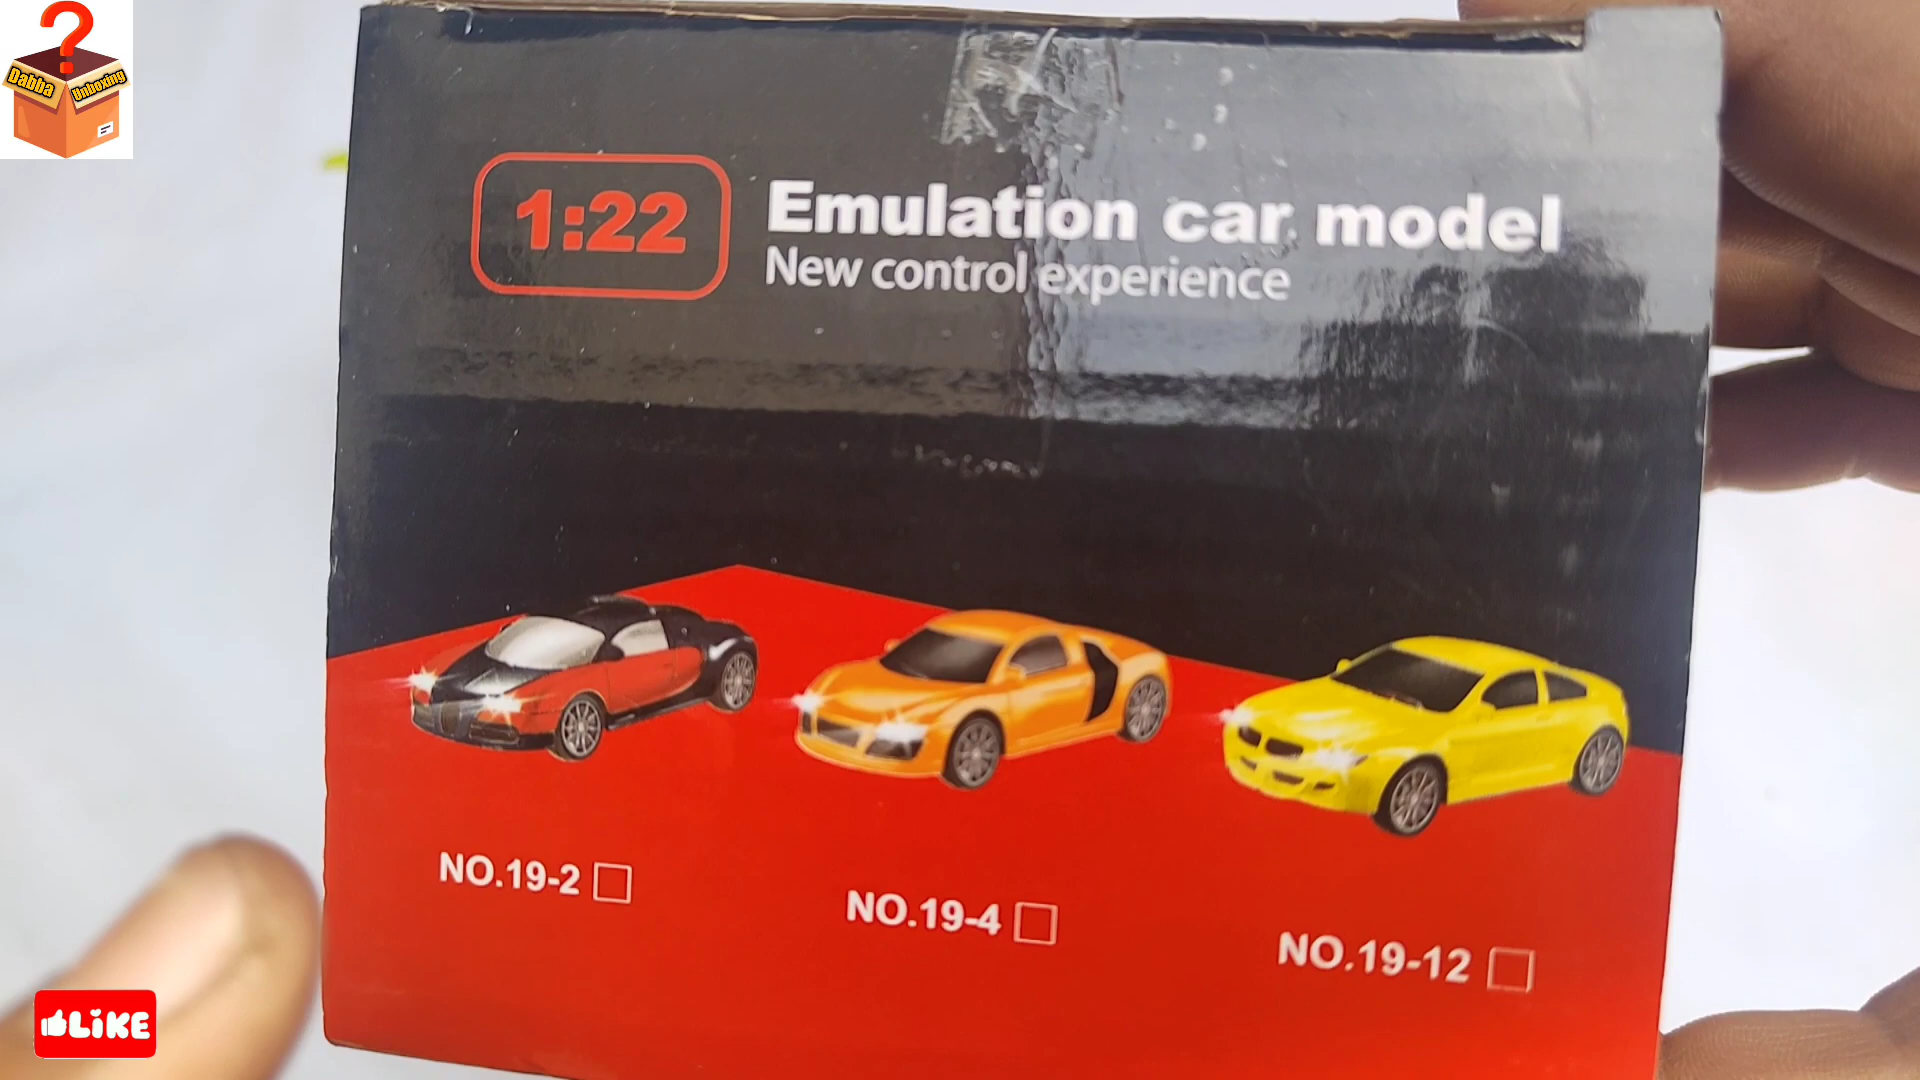 Dabba Unboxing
1:22
Emulation car model
New control experience
NO.19-2
NO.19-4
NO.19-12
LiKE